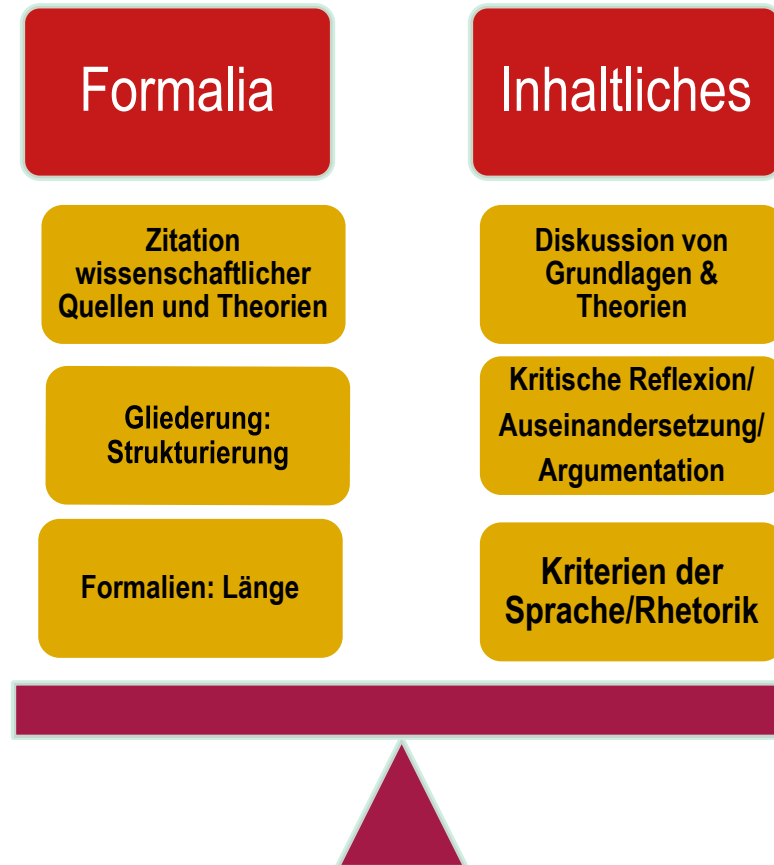 Formalia
Zitation
wissenschaftlicher
Quellen und Theorien
Gliederung:
Strukturierung
Formalien: Länge
Inhaltliches
Diskussion von
Grundlagen &
Theorien
Kritische Reflexion/
Auseinandersetzung/
Argumentation
Kriterien der
Sprache/Rhetorik